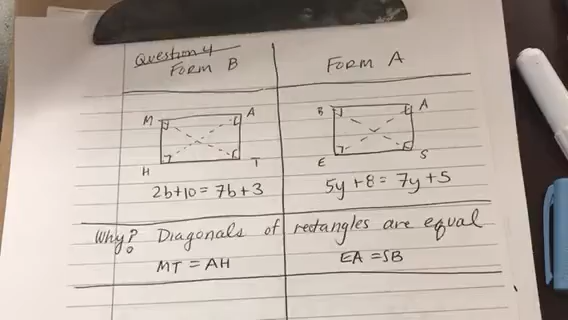 Question 4
Form B
Form A
M A
H T
B A
E S
2b+10=7b+3
5y+8=7y+5
Why? Diagonals of rectangles are equal
MT = AH
EA = SB